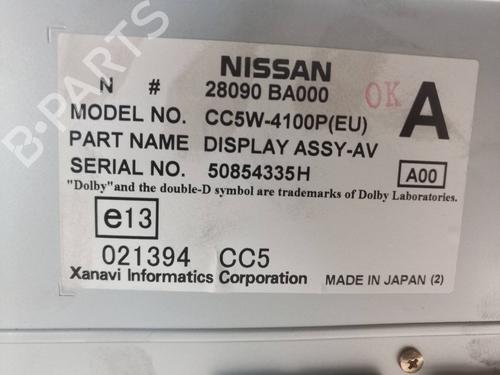 NISSAN
N # 28090 BA000 OK A
MODEL NO. CC5W-4100P(EU)
PART NAME DISPLAY ASSY-AV
SERIAL NO. 50854335H A00
"Dolby"and the double-D symbol are trademarks of Dolby Laboratories.
e13
021394 CC5
Xanavi Informatics Corporation MADE IN JAPAN (2)
B-PARTS